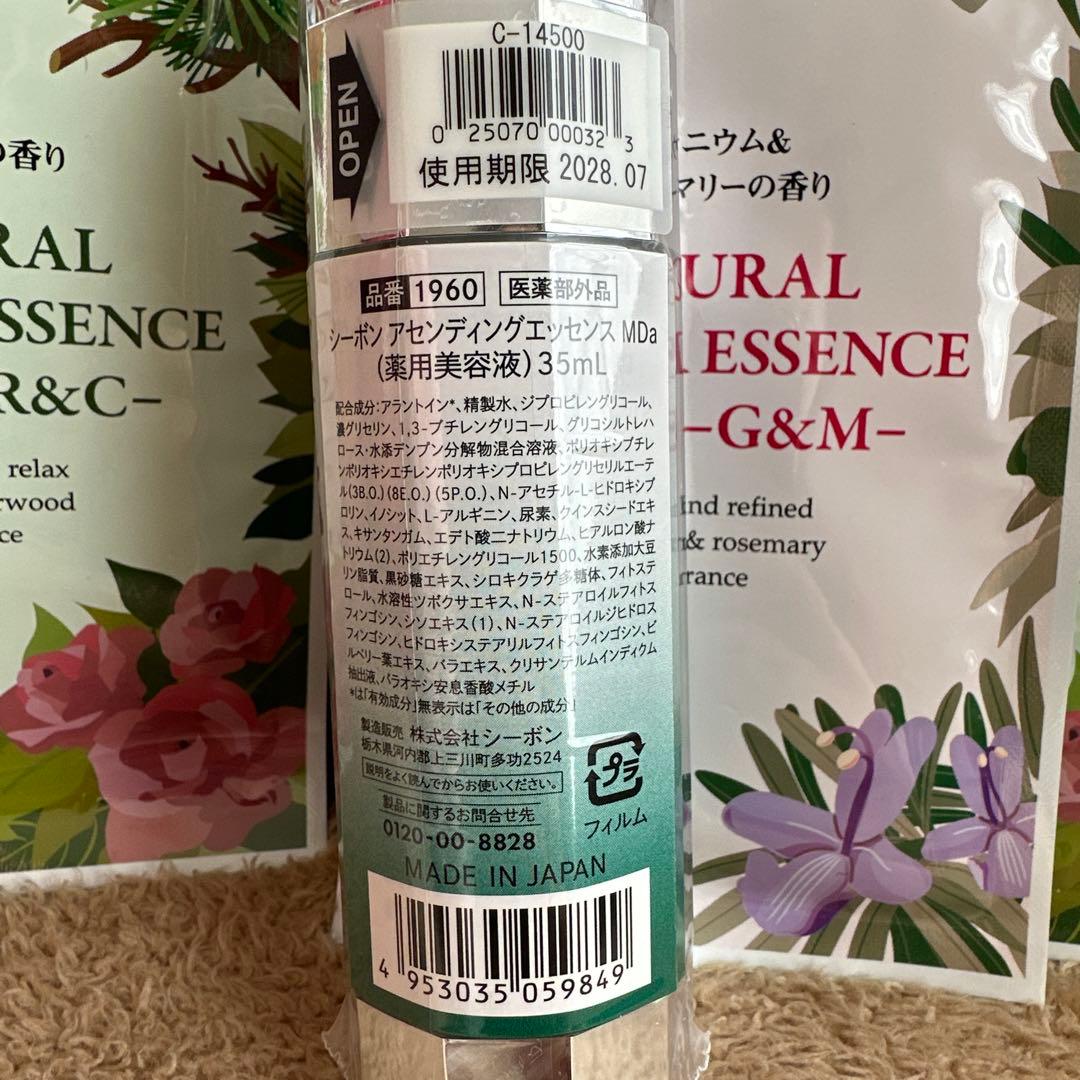 C-14500
OPEN
0 25070 00032 3
使用期限 2028.07
品番 1960 医薬部外品
シーボン アセンディングエッセンス MDa
(薬用美容液)35mL
配合成分:アラントイン*、精製水、ジプロピレングリコール、
濃グリセリン、1,3-ブチレングリコール、グリコシルトレハ
ロース・水添デンプン分解物混合溶液、ポリオキシブチレ
ンポリオキシエチレンポリオキシプロピレングリセリルエーテ
ル(3B.O.)(8E.O.)(5P.O.)、N-アセチル-L-ヒドロキシプ
ロリン、イノシット、L-アルギニン、尿素、クインスシードエキ
ス、キサンタンガム、エデト酸二ナトリウム、ヒアルロン酸ナ
トリウム(2)、ポリエチレングリコール1500、水素添加大豆
リン脂質、黒砂糖エキス、シロキクラゲ多糖体、フィトステ
ロール、水溶性ツボクサエキス、N-ステアロイルフィトス
フィンゴシン、シソエキス(1)、N-ステアロイルジヒドロス
フィンゴシン、ヒドロキシステアリルフィトスフィンゴシン、ビ
ルベリー葉エキス、バラエキス、クリサンテルムインディクム
抽出液、パラオキシ安息香酸メチル
*は「有効成分」無表示は「その他の成分」
製造販売 株式会社シーボン
栃木県河内郡上三川町多功2524
説明をよく読んでからお使いください。
製品に関するお問合せ先
0120-00-8828
プラ
フィルム
MADE IN JAPAN
4 953035 059849
の香り
RAL
SSENCE
R&C–
relax
rwood
ce
ニウム&
マリーの香り
URAL
ESSENCE
–G&M–
and refined
& rosemary
rrance